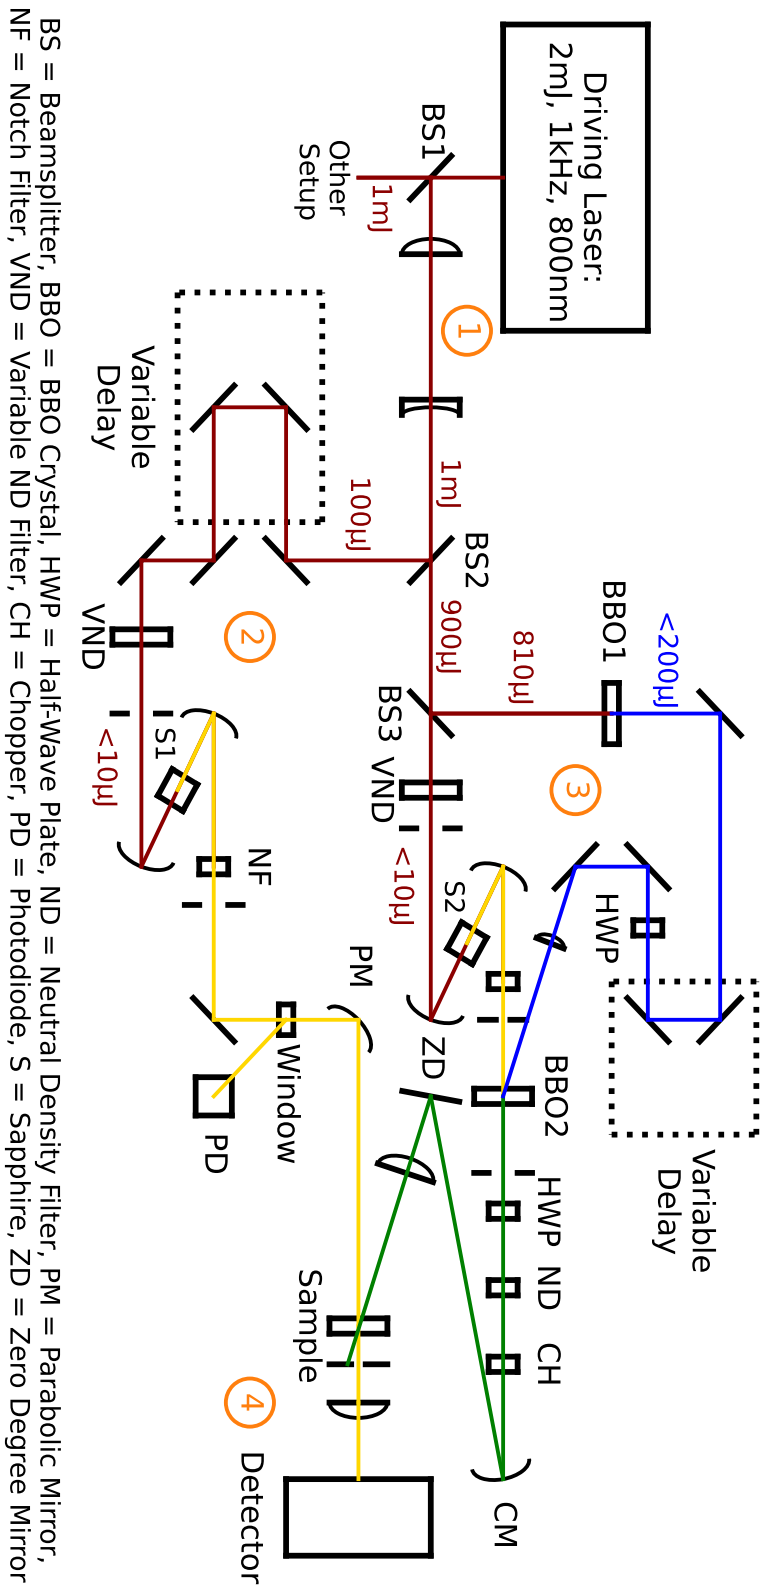 Driving Laser:
2mJ, 1kHz, 800nm
BS1
Other
Setup
1mJ
1
1mJ
BS2
100µJ
Variable
Delay
900µJ
810µJ
BBO1
<200µJ
2
VND
<10µJ
S1
BS3
VND
3
<10µJ
S2
NF
HWP
Variable
Delay
PM
ZD
BBO2
Window
PD
HWP
ND
CH
CM
Sample
4
Detector
BS = Beamsplitter, BBO = BBO Crystal, HWP = Half-Wave Plate, ND = Neutral Density Filter, PM = Parabolic Mirror,
NF = Notch Filter, VND = Variable ND Filter, CH = Chopper, PD = Photodiode, S = Sapphire, ZD = Zero Degree Mirror